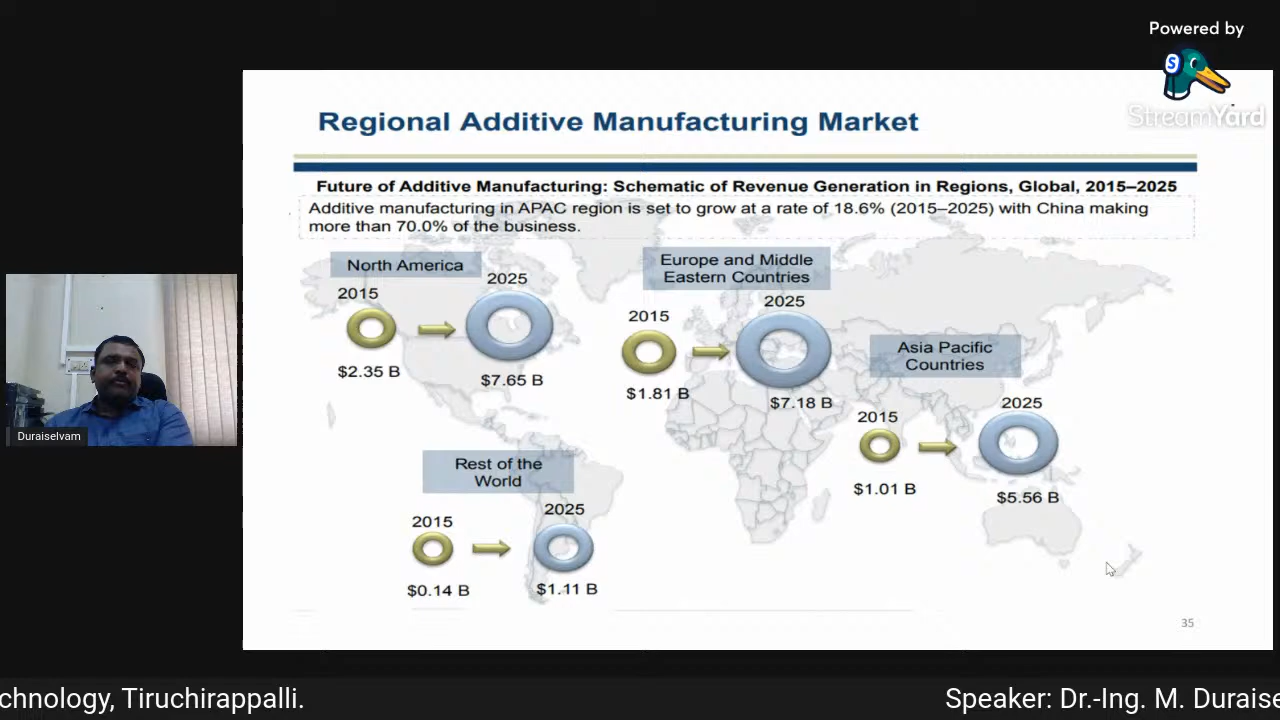 Powered by
S
StreamYard
Regional Additive Manufacturing Market
Future of Additive Manufacturing: Schematic of Revenue Generation in Regions, Global, 2015–2025
Additive manufacturing in APAC region is set to grow at a rate of 18.6% (2015–2025) with China making
more than 70.0% of the business.
North America
2015
2025
$2.35 B
$7.65 B
Europe and Middle
Eastern Countries
2015
2025
$1.81 B
$7.18 B
Asia Pacific
Countries
2015
2025
$1.01 B
$5.56 B
Rest of the
World
2015
2025
$0.14 B
$1.11 B
35
Duraiselvam
chnology, Tiruchirappalli.
Speaker: Dr.-Ing. M. Duraise